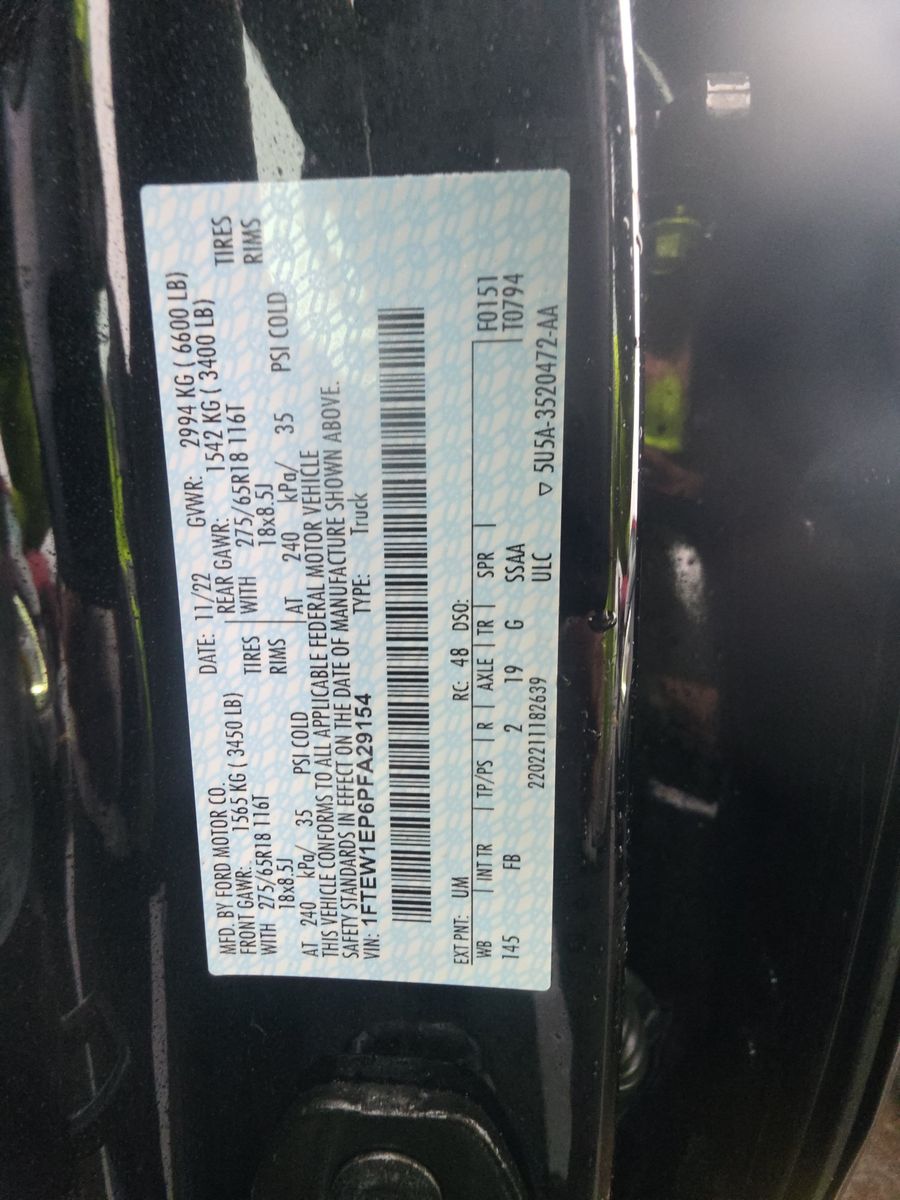 MFD. BY FORD MOTOR CO.
DATE: 11/22 GVWR: 2994 KG ( 6600 LB)
FRONT GAWR: 1565 KG ( 3450 LB) REAR GAWR: 1542 KG ( 3400 LB)
WITH 275/65R18 116T TIRES WITH 275/65R18 116T TIRES
18x8.5J RIMS 18x8.5J RIMS
AT 240 kPa/ 35 PSI COLD AT 240 kPa/ 35 PSI COLD
THIS VEHICLE CONFORMS TO ALL APPLICABLE FEDERAL MOTOR VEHICLE
SAFETY STANDARDS IN EFFECT ON THE DATE OF MANUFACTURE SHOWN ABOVE.
VIN: 1FTEW1EP6PFA29154 TYPE: Truck
EXT PNT: UM RC: 48 DSO: F0151
WB INT TR TP/PS R AXLE TR SPR T0794
145 FB 2 19 G SSAA
2202211182639 ULC ▽ 5U5A-3520472-AA